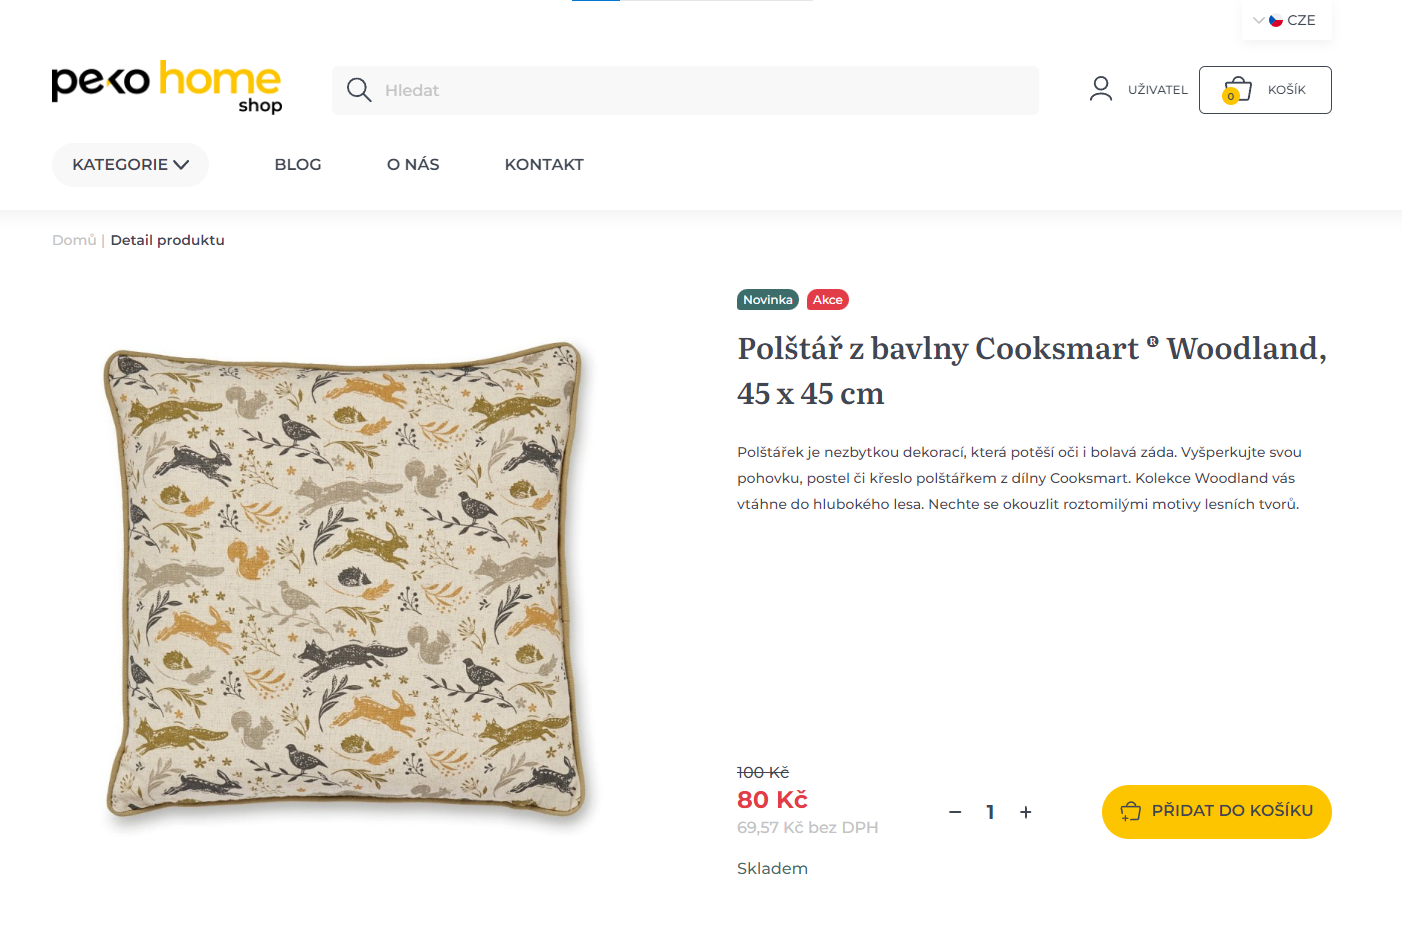 CZE
peko home
shop
Hledat
UŽIVATEL
0
KOŠÍK
KATEGORIE
BLOG
O NÁS
KONTAKT
Domů | Detail produktu
Novinka
Akce
Polštář z bavlny Cooksmart ® Woodland,
45 x 45 cm
Polštářek je nezbytkou dekorací, která potěší oči i bolavá záda. Vyšperkujte svou
pohovku, postel či křeslo polštářkem z dílny Cooksmart. Kolekce Woodland vás
vtáhne do hlubokého lesa. Nechte se okouzlit roztomilými motivy lesních tvorů.
100 Kč
80 Kč
69,57 Kč bez DPH
− 1 +
PŘIDAT DO KOŠÍKU
Skladem